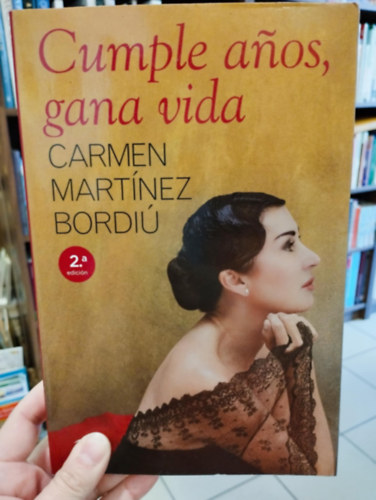 Cumple años,
gana vida
CARMEN
MARTÍNEZ
BORDIÚ
2.ª
edición